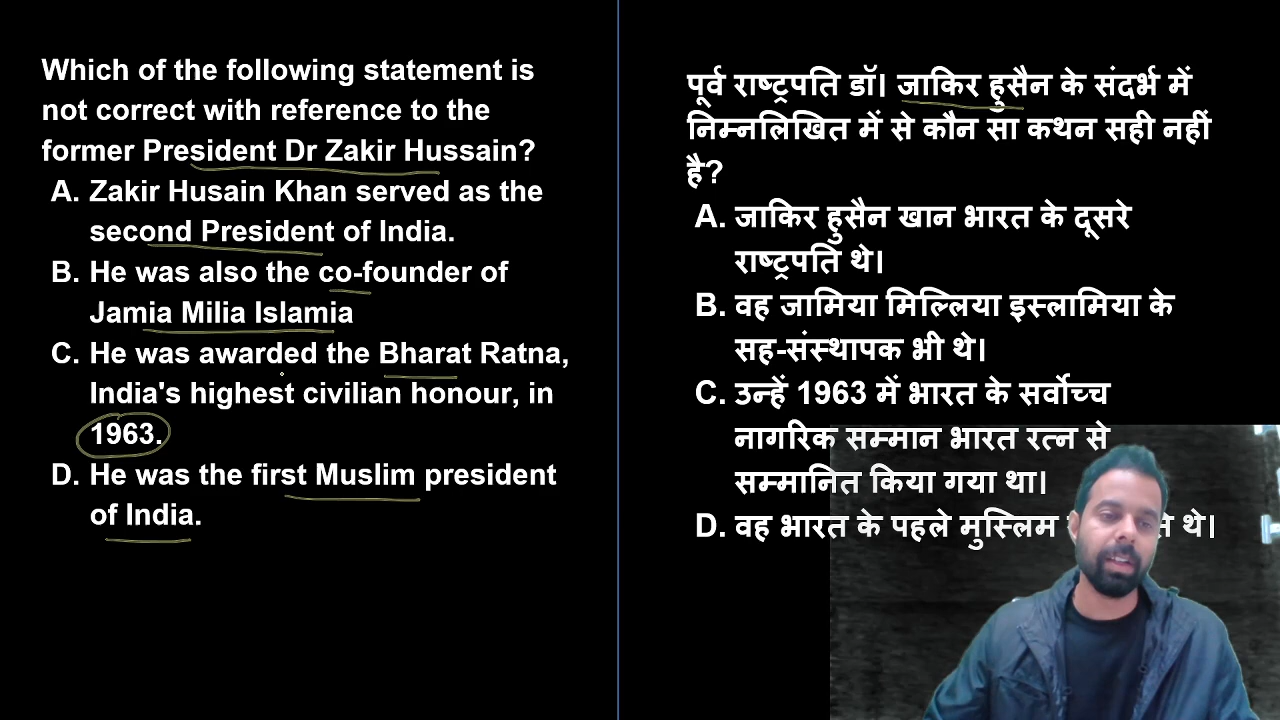 Which of the following statement is
not correct with reference to the
former President Dr Zakir Hussain?
A. Zakir Husain Khan served as the
second President of India.
B. He was also the co-founder of
Jamia Milia Islamia
C. He was awarded the Bharat Ratna,
India's highest civilian honour, in
1963.
D. He was the first Muslim president
of India.
पूर्व राष्ट्रपति डॉ। जाकिर हुसैन के संदर्भ में
निम्नलिखित में से कौन सा कथन सही नहीं
है?
A. जाकिर हुसैन खान भारत के दूसरे
राष्ट्रपति थे।
B. वह जामिया मिल्लिया इस्लामिया के
सह-संस्थापक भी थे।
C. उन्हें 1963 में भारत के सर्वोच्च
नागरिक सम्मान भारत रत्न से
सम्मानित किया गया था।
D. वह भारत के पहले मुस्लिम थे।